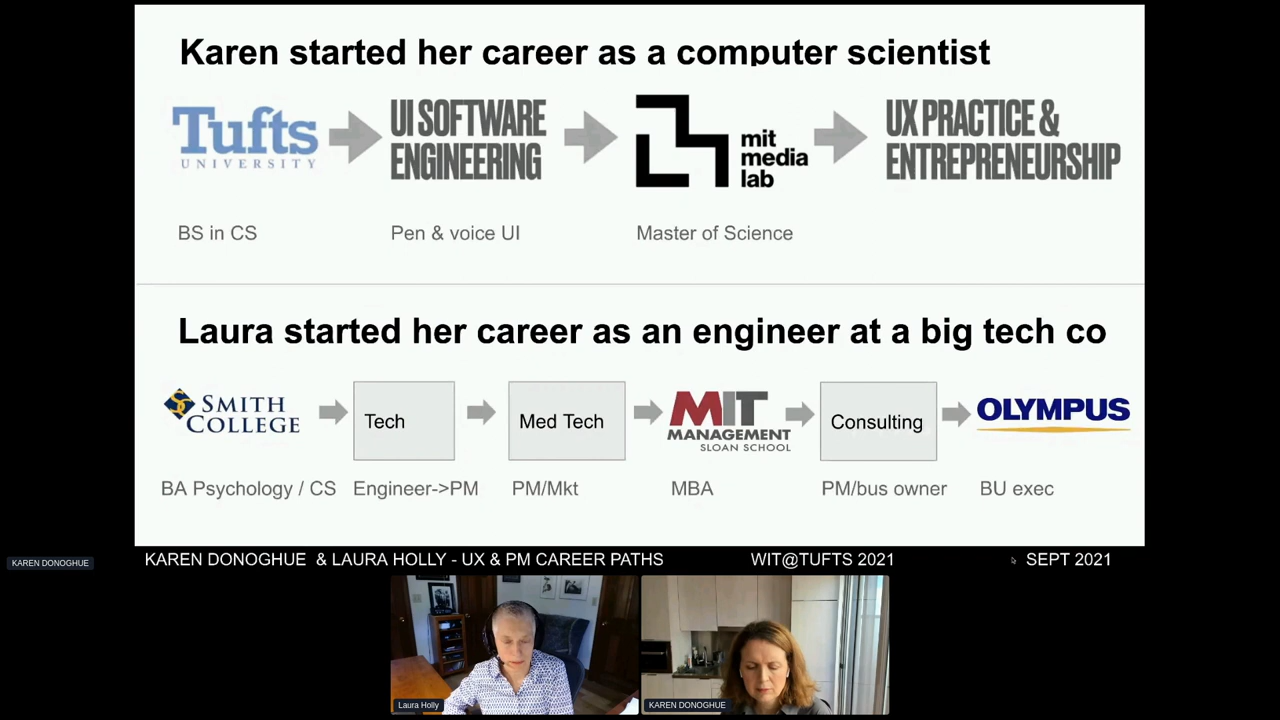 Karen started her career as a computer scientist
Tufts
UNIVERSITY
UI SOFTWARE
ENGINEERING
mit
media
lab
UX PRACTICE &
ENTREPRENEURSHIP
BS in CS
Pen & voice UI
Master of Science
Laura started her career as an engineer at a big tech co
SMITH
COLLEGE
Tech
Med Tech
MIT
MANAGEMENT
SLOAN SCHOOL
Consulting
OLYMPUS
BA Psychology / CS
Engineer->PM
PM/Mkt
MBA
PM/bus owner
BU exec
KAREN DONOGHUE
KAREN DONOGHUE & LAURA HOLLY - UX & PM CAREER PATHS
WIT@TUFTS 2021
SEPT 2021
Laura Holly
KAREN DONOGHUE